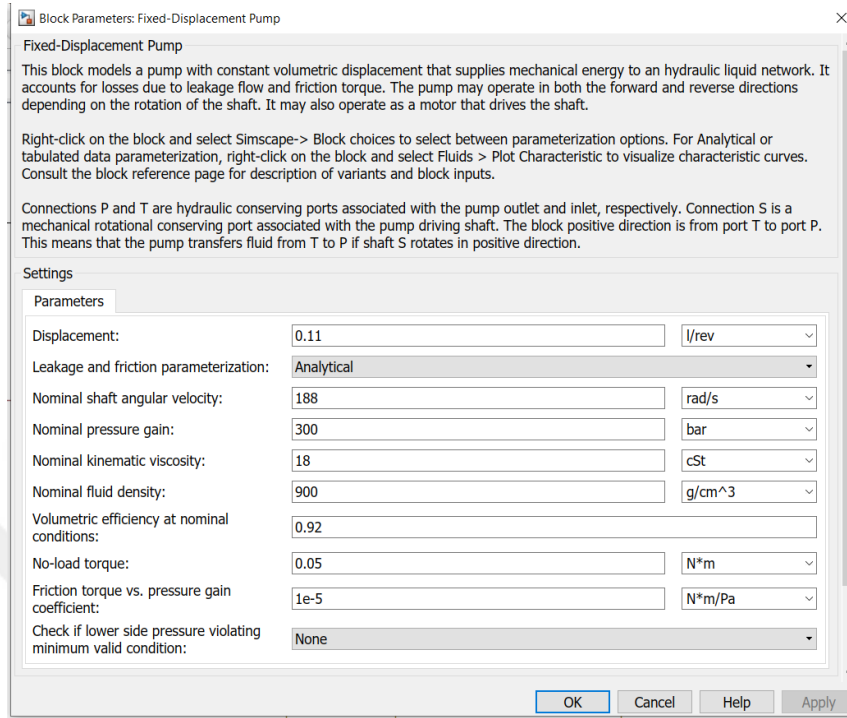 Block Parameters: Fixed-Displacement Pump
Fixed-Displacement Pump
This block models a pump with constant volumetric displacement that supplies mechanical energy to an hydraulic liquid network. It
accounts for losses due to leakage flow and friction torque. The pump may operate in both the forward and reverse directions
depending on the rotation of the shaft. It may also operate as a motor that drives the shaft.
Right-click on the block and select Simscape-> Block choices to select between parameterization options. For Analytical or
tabulated data parameterization, right-click on the block and select Fluids > Plot Characteristic to visualize characteristic curves.
Consult the block reference page for description of variants and block inputs.
Connections P and T are hydraulic conserving ports associated with the pump outlet and inlet, respectively. Connection S is a
mechanical rotational conserving port associated with the pump driving shaft. The block positive direction is from port T to port P.
This means that the pump transfers fluid from T to P if shaft S rotates in positive direction.
Settings
Parameters
Displacement: 0.11 l/rev
Leakage and friction parameterization: Analytical
Nominal shaft angular velocity: 188 rad/s
Nominal pressure gain: 300 bar
Nominal kinematic viscosity: 18 cSt
Nominal fluid density: 900 g/cm^3
Volumetric efficiency at nominal
conditions: 0.92
No-load torque: 0.05 N*m
Friction torque vs. pressure gain
coefficient: 1e-5 N*m/Pa
Check if lower side pressure violating
minimum valid condition: None
OK Cancel Help Apply